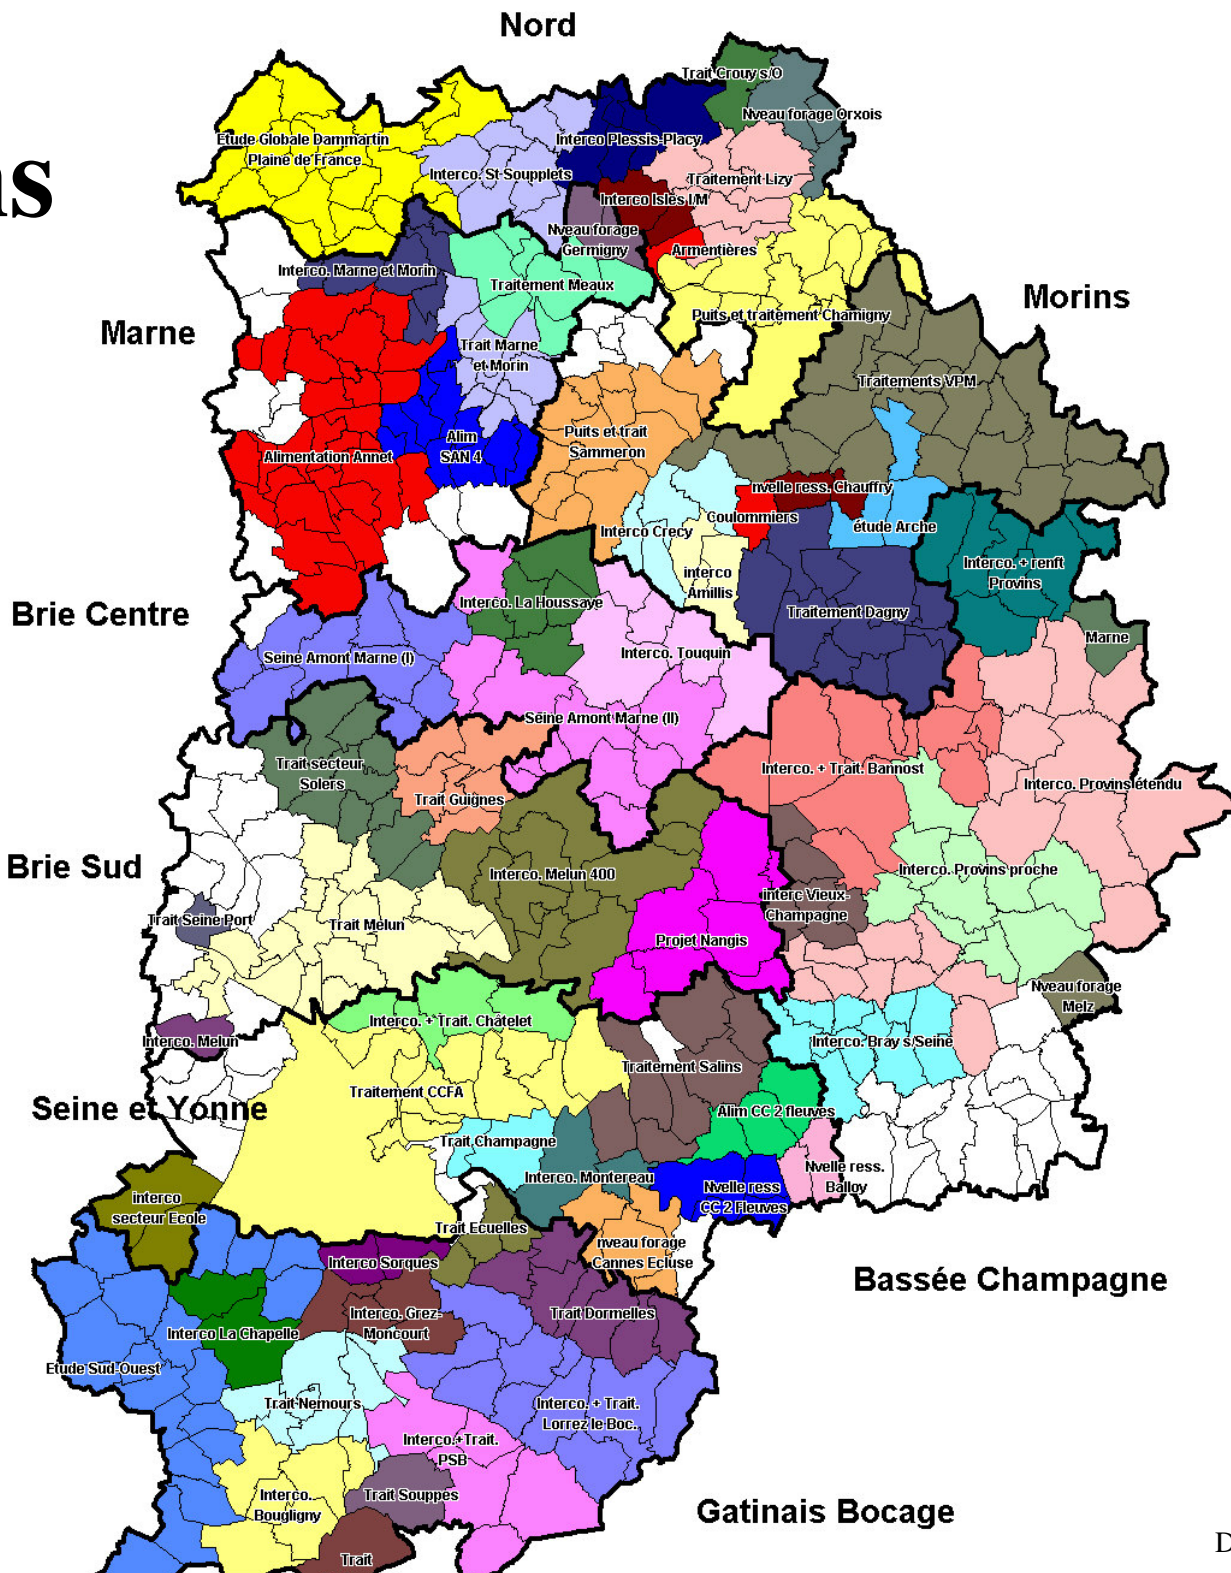 Nord
Trait Crouy s/O
Nveau forage Orxois
Etude Globale Dammartin
Plaine de France
Interco Plessis-Placy
Interco. St Soupplets
Traitement Lizy
ns
Interco Isles l/M
Nveau forage
Germigny
Armentières
Interco. Marne et Morin
Traitement Meaux
Morins
Puits et traitement Chamigny
Marne
Trait Marne
et Morin
Traitements VPM
Puits et trait
Sammeron
Alim
SAN 4
Alimentation Annet
nvelle ress. Chauffry
Coulommiers
étude Arche
Interco Crecy
Interco. + renft
Provins
interco
Amillis
Interco. La Houssaye
Traitement Dagny
Brie Centre
Marne
Interco. Touquin
Seine Amont Marne (I)
Seine Amont Marne (II)
Trait secteur
Solers
Interco. + Trait. Bannost
Interco. Provins étendu
Trait Guignes
Brie Sud
Interco. Melun 400
Interco. Provins proche
interc Vieux-
Champagne
Trait Seine Port
Trait Melun
Projet Nangis
Nveau forage
Melz
Interco. + Trait. Châtelet
Interco. Melun
Interco. Bray s/Seine
Traitement Salins
Traitement CCFA
Seine et Yonne
Alim CC 2 fleuves
Trait Champagne
Nvelle ress.
Balloy
Interco. Montereau
Nvelle ress
CC 2 Fleuves
interco
secteur Ecole
Trait Ecuelles
nveau forage
Cannes Ecluse
Interco Sorques
Bassée Champagne
Interco. Grez-
Moncourt
Trait Dormelles
Interco La Chapelle
Etude Sud-Ouest
Trait Nemours
Interco. + Trait.
Lorrez le Boc.
Interco.+Trait.
PSB
Trait Souppes
Interco.
Bougligny
Gatinais Bocage
D
Trait